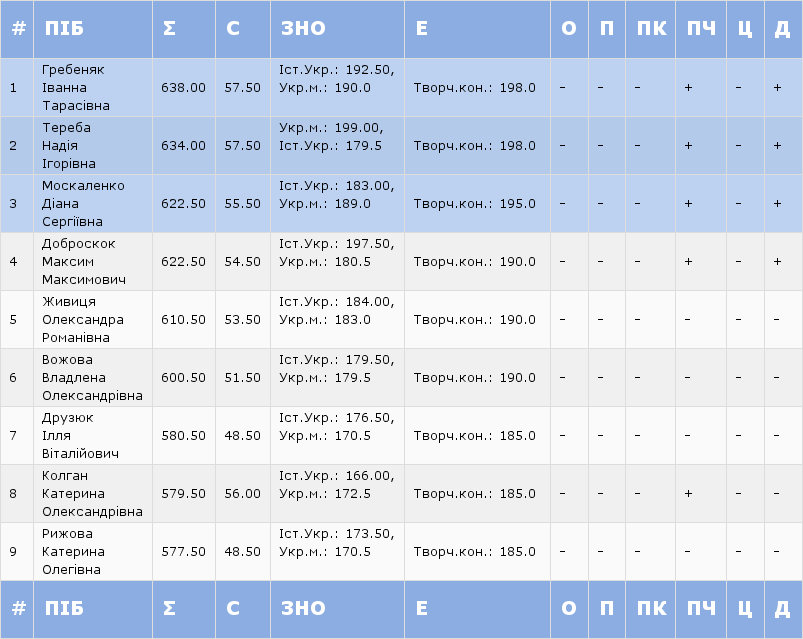 # ПІБ Σ С ЗНО Е О П ПК ПЧ Ц Д
1 Гребеняк Іванна Тарасівна 638.00 57.50 Іст.Укр.: 192.50, Укр.м.: 190.0 Творч.кон.: 198.0 – – – + – +
2 Тереба Надія Ігорівна 634.00 57.50 Укр.м.: 199.00, Іст.Укр.: 179.5 Творч.кон.: 198.0 – – – + – +
3 Москаленко Діана Сергіївна 622.50 55.50 Іст.Укр.: 183.00, Укр.м.: 189.0 Творч.кон.: 195.0 – – – + – +
4 Доброскок Максим Максимович 622.50 54.50 Іст.Укр.: 197.50, Укр.м.: 180.5 Творч.кон.: 190.0 – – – + – +
5 Живиця Олександра Романівна 610.50 53.50 Іст.Укр.: 184.00, Укр.м.: 183.0 Творч.кон.: 190.0 – – – – – –
6 Вожова Владлена Олександрівна 600.50 51.50 Іст.Укр.: 179.50, Укр.м.: 179.5 Творч.кон.: 190.0 – – – – – –
7 Друзюк Ілля Віталійович 580.50 48.50 Іст.Укр.: 176.50, Укр.м.: 170.5 Творч.кон.: 185.0 – – – – – –
8 Колган Катерина Олександрівна 579.50 56.00 Іст.Укр.: 166.00, Укр.м.: 172.5 Творч.кон.: 185.0 – – – + – –
9 Рижова Катерина Олегівна 577.50 48.50 Іст.Укр.: 173.50, Укр.м.: 170.5 Творч.кон.: 185.0 – – – – – –
# ПІБ Σ С ЗНО Е О П ПК ПЧ Ц Д